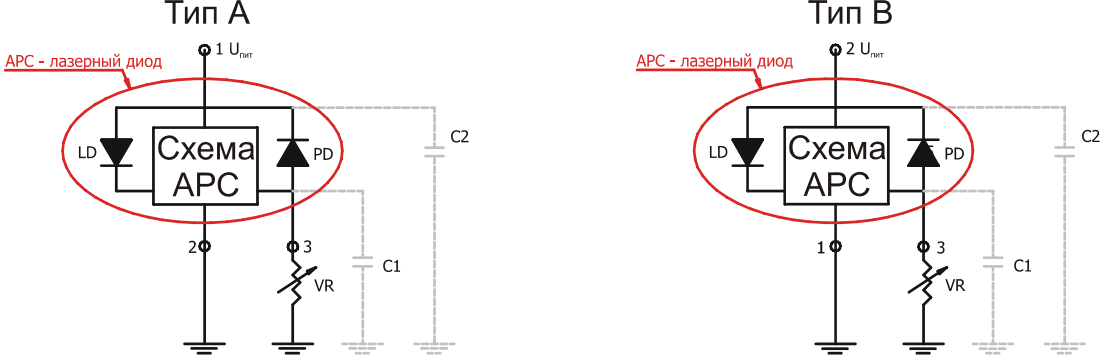 Тип А
1 Uпит
АРС - лазерный диод
LD
Схема
АРС
PD
C2
2
3
C1
VR
Тип В
2 Uпит
АРС - лазерный диод
LD
Схема
АРС
PD
C2
1
3
C1
VR